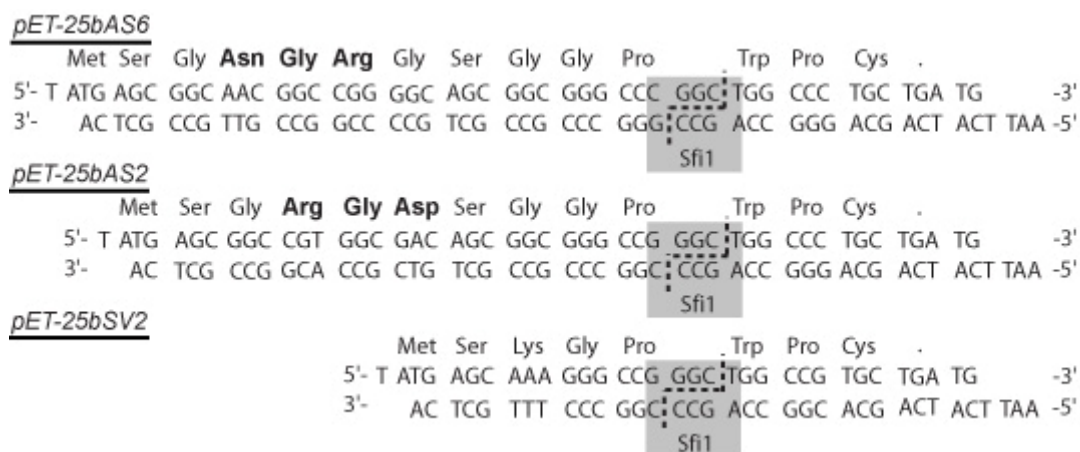 pET-25bAS6
Met Ser Gly Asn Gly Arg Gly Ser Gly Gly Pro Trp Pro Cys .
5'- T ATG AGC GGC AAC GGC CGG GGC AGC GGC GGG CCC GGC TGG CCC TGC TGA TG -3'
3'- AC TCG CCG TTG CCG GCC CCG TCG CCG CCC GGG CCG ACC GGG ACG ACT ACT TAA -5'
Sfi1
pET-25bAS2
Met Ser Gly Arg Gly Asp Ser Gly Gly Pro Trp Pro Cys .
5'- T ATG AGC GGC CGT GGC GAC AGC GGC GGG CCG GGC TGG CCC TGC TGA TG -3'
3'- AC TCG CCG GCA CCG CTG TCG CCG CCC GGC CCG ACC GGG ACG ACT ACT TAA -5'
Sfi1
pET-25bSV2
Met Ser Lys Gly Pro Trp Pro Cys .
5'- T ATG AGC AAA GGG CCG GGC TGG CCG TGC TGA TG -3'
3'- AC TCG TTT CCC GGC CCG ACC GGC ACG ACT ACT TAA -5'
Sfi1